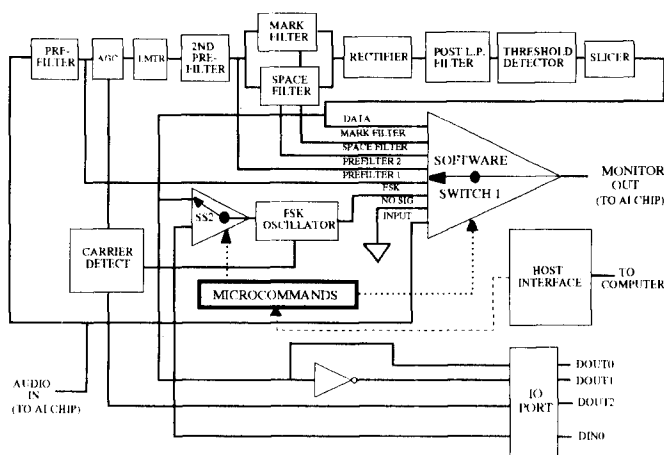 PRE-
FILTER
AGC
LMTR
2ND
PRE-
FILTER
MARK
FILTER
SPACE
FILTER
RECTIFIER
POST L.P.
FILTER
THRESHOLD
DETECTOR
SLICER
DATA
MARK FILTER
SPACE FILTER
PREFILTER 2
PREFILTER 1
FSK
NO SIG
INPUT
SOFTWARE
SWITCH 1
MONITOR
OUT
(TO AI CHIP)
SS2
FSK
OSCILLATOR
CARRIER
DETECT
MICROCOMMANDS
HOST
INTERFACE
TO
COMPUTER
AUDIO
IN
(TO AI CHIP)
IO
PORT
DOUT0
DOUT1
DOUT2
DIN0